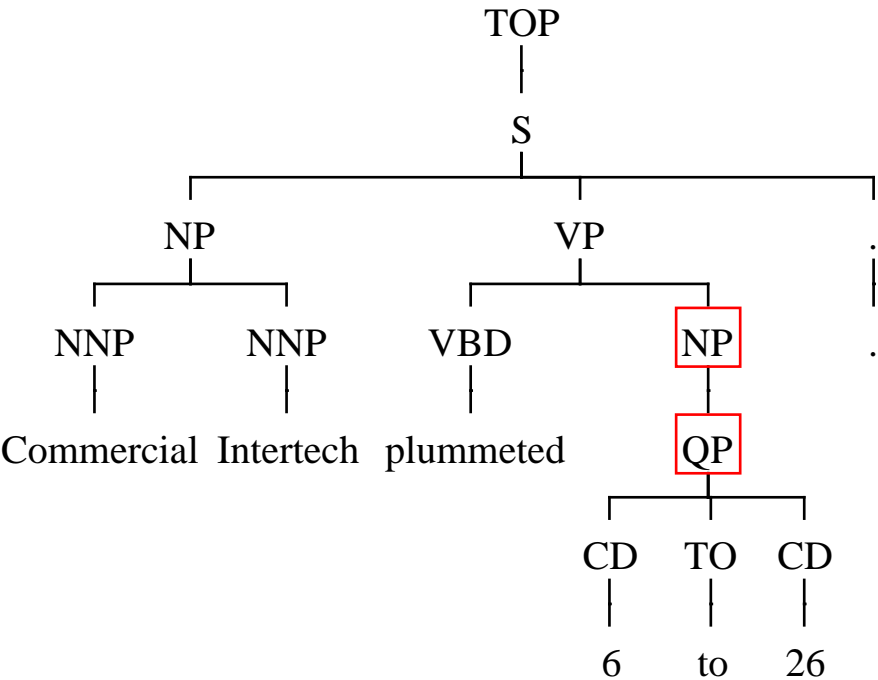 TOP
S
NP VP .
NNP NNP VBD NP .
Commercial Intertech plummeted QP
CD TO CD
6 to 26